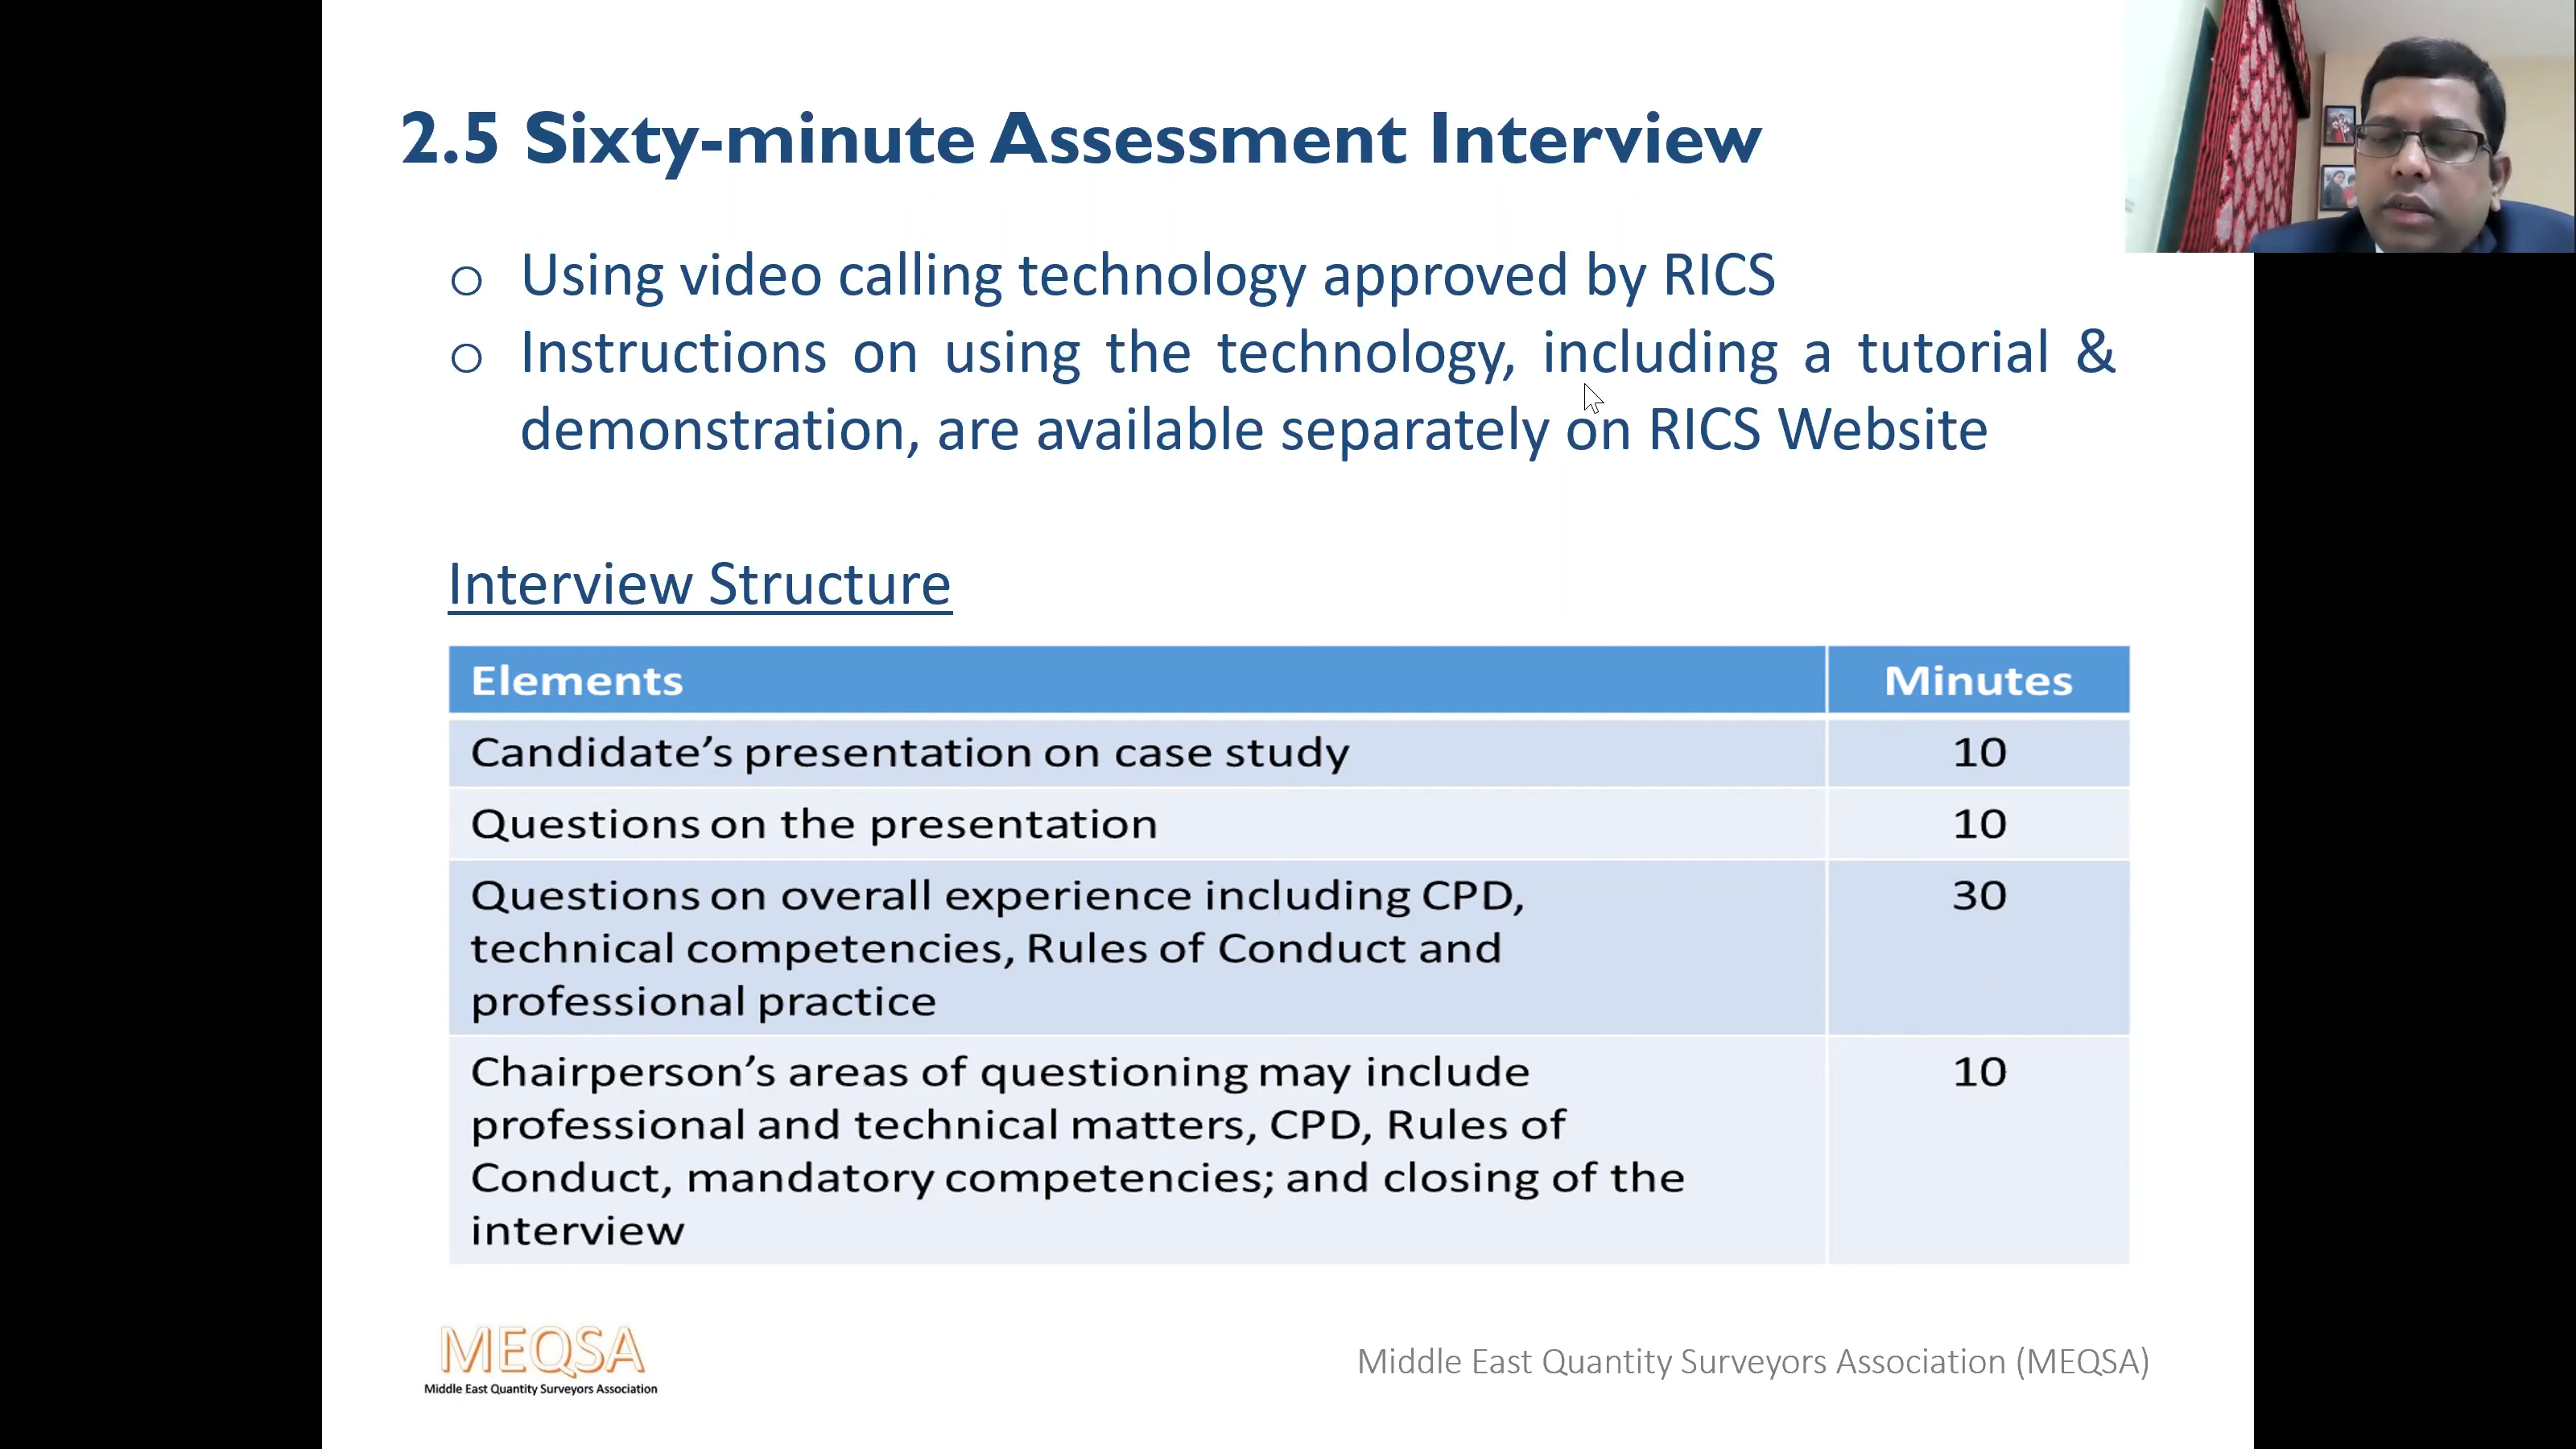 2.5 Sixty-minute Assessment Interview
o Using video calling technology approved by RICS
o Instructions on using the technology, including a tutorial &
demonstration, are available separately on RICS Website
Interview Structure
Elements Minutes
Candidate’s presentation on case study 10
Questions on the presentation 10
Questions on overall experience including CPD, 30
technical competencies, Rules of Conduct and
professional practice
Chairperson’s areas of questioning may include 10
professional and technical matters, CPD, Rules of
Conduct, mandatory competencies; and closing of the
interview
MEQSA
Middle East Quantity Surveyors Association
Middle East Quantity Surveyors Association (MEQSA)